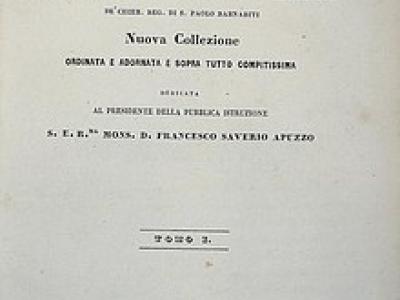 DE' CHIER. REG. DI S. PAOLO BARNABITI
Nuova Collezione
ORDINATA E ADORNATA E SOPRA TUTTO COMPITISSIMA
DEDICATA
AL PRESIDENTE DELLA PUBBLICA ISTRUZIONE
S. E. R.MA MONS. D. FRANCESCO SAVERIO APUZZO
TOMO I.